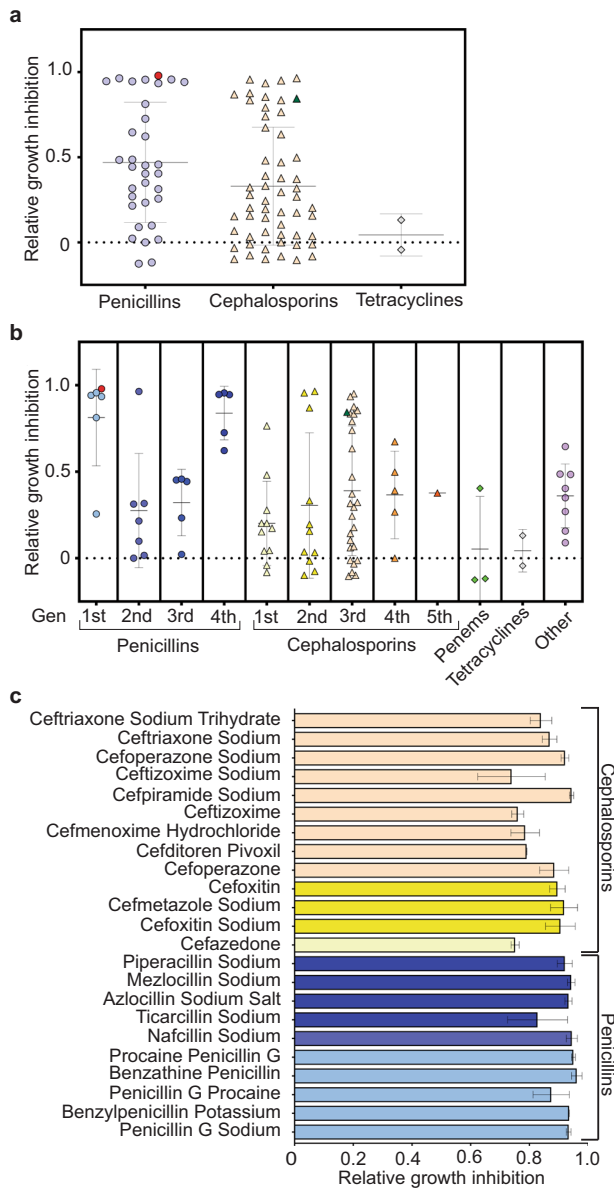 a
Relative growth inhibition
1.0
0.5
0
Penicillins
Cephalosporins
Tetracyclines
b
Relative growth inhibition
1.0
0.5
0
Gen
1st
2nd
3rd
4th
1st
2nd
3rd
4th
5th
Penicillins
Cephalosporins
Penems
Tetracyclines
Other
c
Ceftriaxone Sodium Trihydrate
Ceftriaxone Sodium
Cefoperazone Sodium
Ceftizoxime Sodium
Cefpiramide Sodium
Ceftizoxime
Cefmenoxime Hydrochloride
Cefditoren Pivoxil
Cefoperazone
Cefoxitin
Cefmetazole Sodium
Cefoxitin Sodium
Cefazedone
Piperacillin Sodium
Mezlocillin Sodium
Azlocillin Sodium Salt
Ticarcillin Sodium
Nafcillin Sodium
Procaine Penicillin G
Benzathine Penicillin
Penicillin G Procaine
Benzylpenicillin Potassium
Penicillin G Sodium
Cephalosporins
Penicillins
0 0.2 0.4 0.6 0.8 1.0
Relative growth inhibition